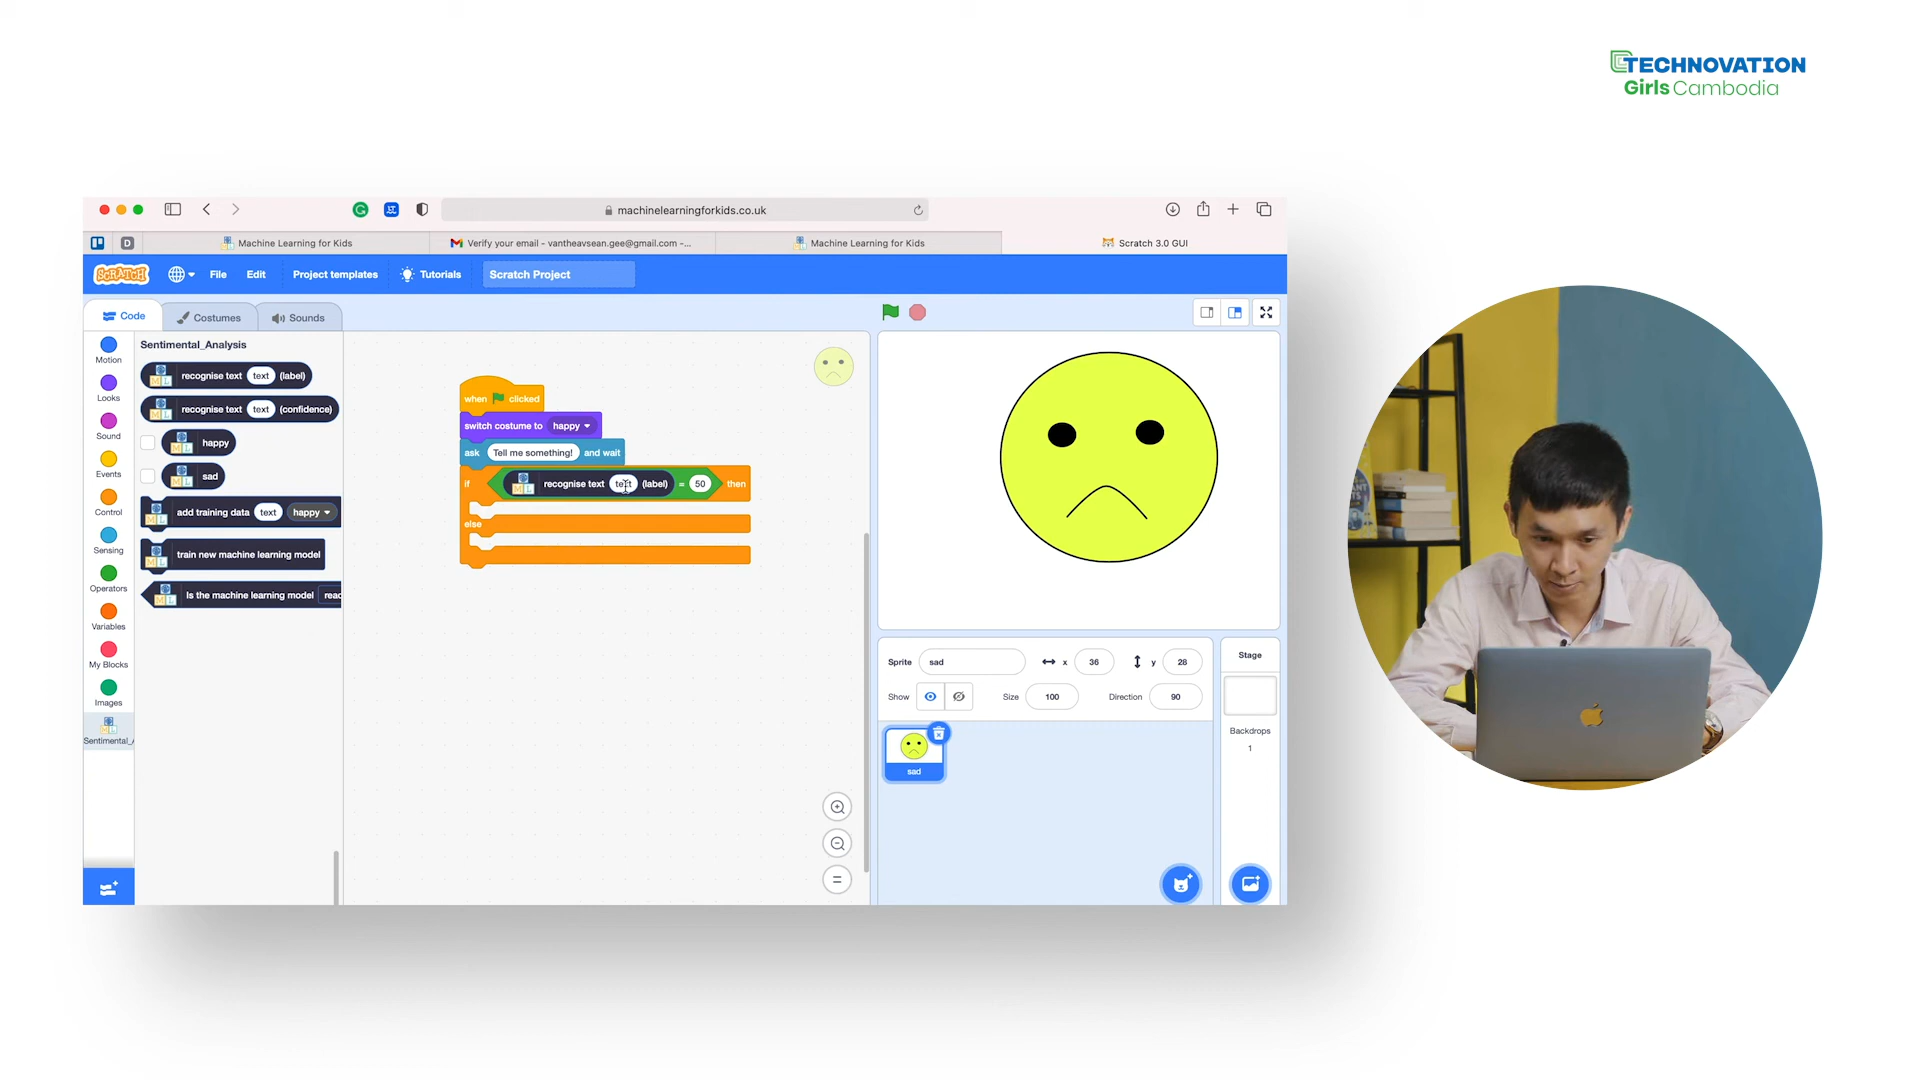 TECHNOVATION
Girls Cambodia
machinelearningforkids.co.uk
D
Machine Learning for Kids
Verify your email - vantheavsean.gee@gmail.com -...
Machine Learning for Kids
Scratch 3.0 GUI
SCRATCH
File
Edit
Project templates
Tutorials
Scratch Project
Code
Costumes
Sounds
Motion
Looks
Sound
Events
Control
Sensing
Operators
Variables
My Blocks
Images
Sentimental_A
Sentimental_Analysis
recognise text text (label)
recognise text text (confidence)
happy
sad
add training data text happy
train new machine learning model
Is the machine learning model read
when clicked
switch costume to happy
ask Tell me something! and wait
if recognise text text (label) = 50 then
else
Sprite sad x 36 y 28
Show Size 100 Direction 90
sad
Stage
Backdrops
1